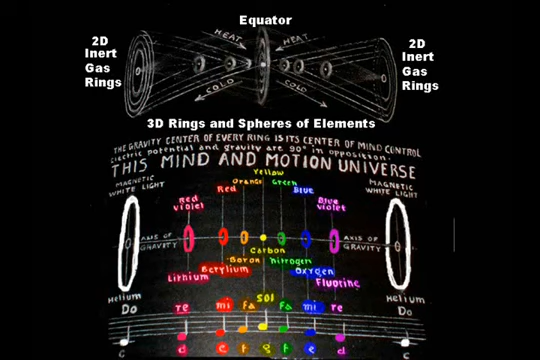 Equator
HEAT HEAT
2D Inert Gas Rings
2D Inert Gas Rings
COLD COLD
3D Rings and Spheres of Elements
THE GRAVITY CENTER OF EVERY RING IS ITS CENTER OF MIND CONTROL
Electric potential and gravity are 90° in opposition.
THIS MIND AND MOTION UNIVERSE
Yellow
Orange Green
Red Blue
MAGNETIC WHITE LIGHT
MAGNETIC WHITE LIGHT
Red violet
Blue violet
AXIS OF GRAVITY
AXIS OF GRAVITY
Carbon
Boron Nitrogen
Berylium Oxygen
Lithium Fluorine
Helium Helium
Do re mi fa sol fa mi re Do
C d e f g f e d C